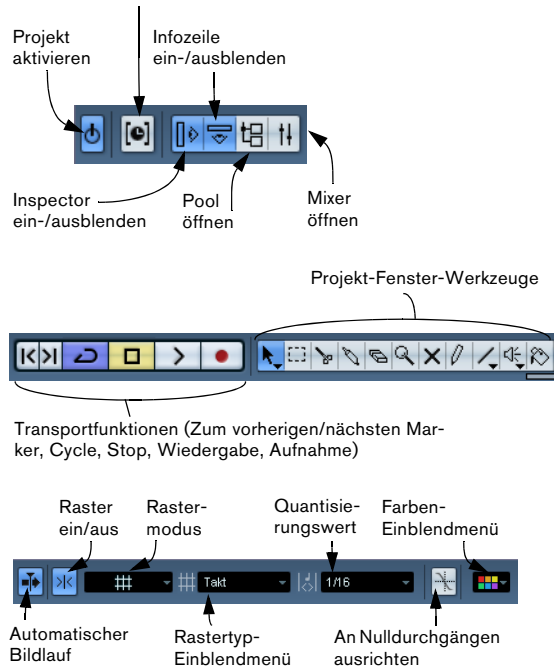 Projekt
aktivieren
Infozeile
ein-/ausblenden
Inspector
ein-/ausblenden
Pool
öffnen
Mixer
öffnen
Projekt-Fenster-Werkzeuge
Transportfunktionen (Zum vorherigen/nächsten Mar-
ker, Cycle, Stop, Wiedergabe, Aufnahme)
Raster
ein/aus
Raster-
modus
Quantisie-
rungswert
Farben-
Einblendmenü
Takt
1/16
Automatischer
Bildlauf
Rastertyp-
Einblendmenü
An Nulldurchgängen
ausrichten